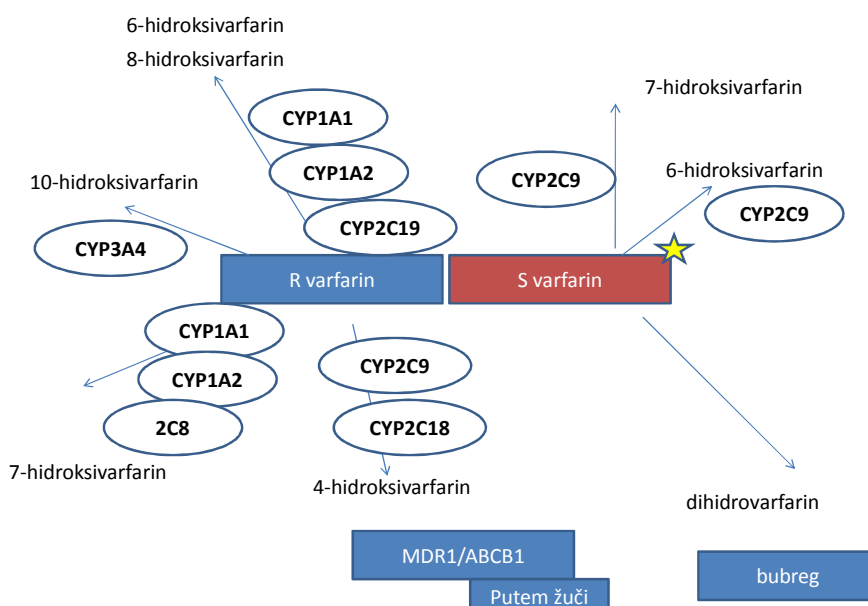 6-hidroksivarfarin
8-hidroksivarfarin
CYP1A1
7-hidroksivarfarin
CYP1A2
CYP2C9
6-hidroksivarfarin
10-hidroksivarfarin
CYP2C19
CYP2C9
CYP3A4
R varfarin
S varfarin
CYP1A1
CYP2C9
CYP1A2
2C8
CYP2C18
7-hidroksivarfarin
4-hidroksivarfarin
dihidrovarfarin
MDR1/ABCB1
bubreg
Putem žuči